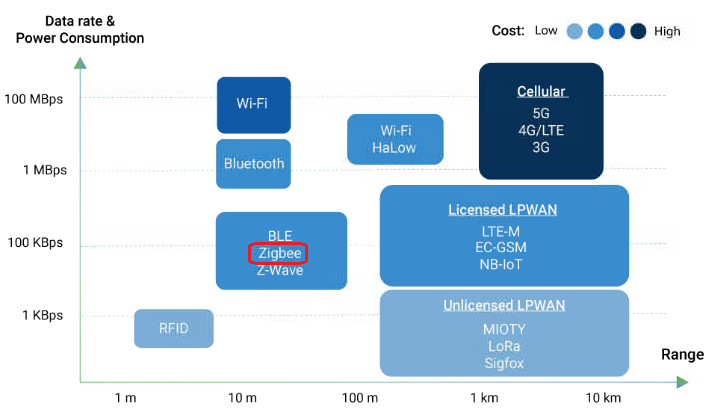 Data rate &
Power Consumption
Cost: Low High
100 MBps
Wi-Fi
Cellular
5G
4G/LTE
3G
Wi-Fi
HaLow
Bluetooth
1 MBps
Licensed LPWAN
LTE-M
EC-GSM
NB-IoT
BLE
Zigbee
Z-Wave
100 KBps
Unlicensed LPWAN
MIOTY
LoRa
Sigfox
1 KBps
RFID
Range
1 m 10 m 100 m 1 km 10 km